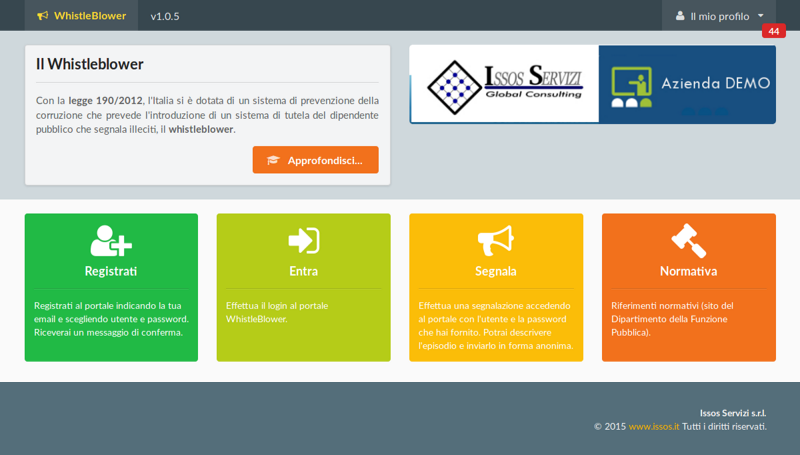 WhistleBlower v1.0.5 Il mio profilo
44
Il Whistleblower
Con la legge 190/2012, l'Italia si è dotata di un sistema di prevenzione della
corruzione che prevede l'introduzione di un sistema di tutela del dipendente
pubblico che segnala illeciti, il whistleblower.
Approfondisci...
Issos Servizi
Global Consulting
Azienda DEMO
Registrati
Registrati al portale indicando la tua
email e scegliendo utente e password.
Riceverai un messaggio di conferma.
Entra
Effettua il login al portale
WhistleBlower.
Segnala
Effettua una segnalazione accedendo
al portale con l'utente e la password
che hai fornito. Potrai descrivere
l'episodio e inviarlo in forma anonima.
Normativa
Riferimenti normativi (sito del
Dipartimento della Funzione
Pubblica).
Issos Servizi s.r.l.
© 2015 www.issos.it Tutti i diritti riservati.